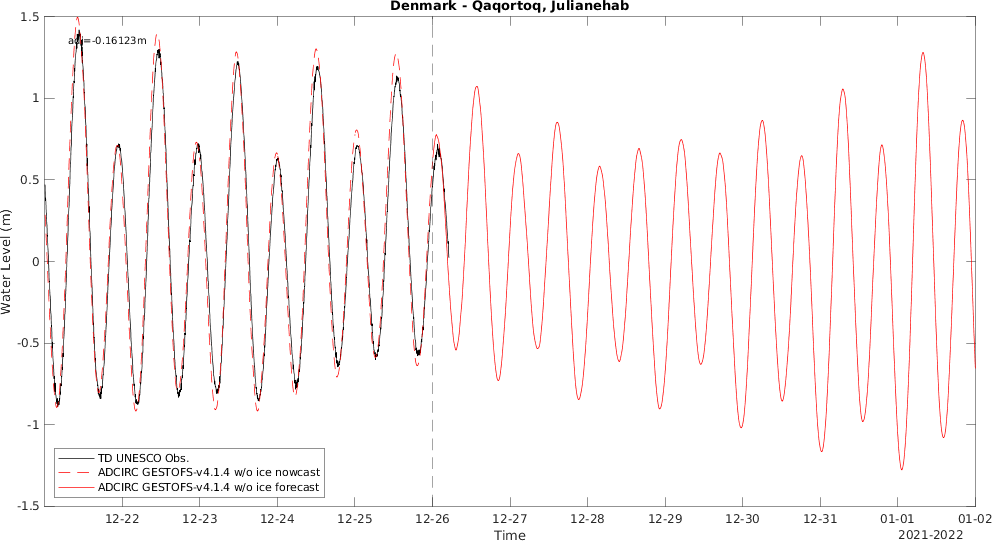 Denmark - Qaqortoq, Julianehab
1.5
1
0.5
0
-0.5
-1
-1.5
Water Level (m)
adj=-0.16123m
TD UNESCO Obs.
ADCIRC GESTOFS-v4.1.4 w/o ice nowcast
ADCIRC GESTOFS-v4.1.4 w/o ice forecast
12-22 12-23 12-24 12-25 12-26 12-27 12-28 12-29 12-30 12-31 01-01 01-02
Time
2021-2022